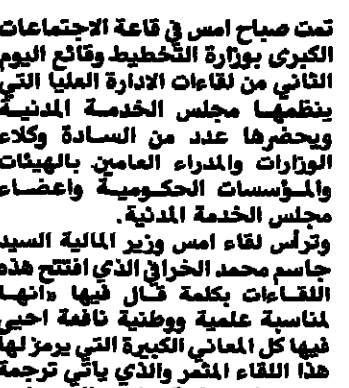 تمت صباح امس في قاعة الاجتماعات
الكبرى بوزارة التخطيط وقائع اليوم
الثاني من لقاءات الادارة العليا التي
ينظمها مجلس الخدمة المدنية
ويحضرها عدد من السادة وكلاء
الوزارات والمدراء العامين بالهيئات
والمؤسسات الحكومية واعضاء
مجلس الخدمة المدنية.
وترأس لقاء امس وزير المالية السيد
جاسم محمد الخرافي الذي افتتح هذه
اللقاءات بكلمة قال فيها «انها
لمناسبة علمية ووطنية نافعة احيي
فيها كل المعاني الكبيرة التي يرمز لها
هذا اللقاء المثمر والذي يأتي ترجمة